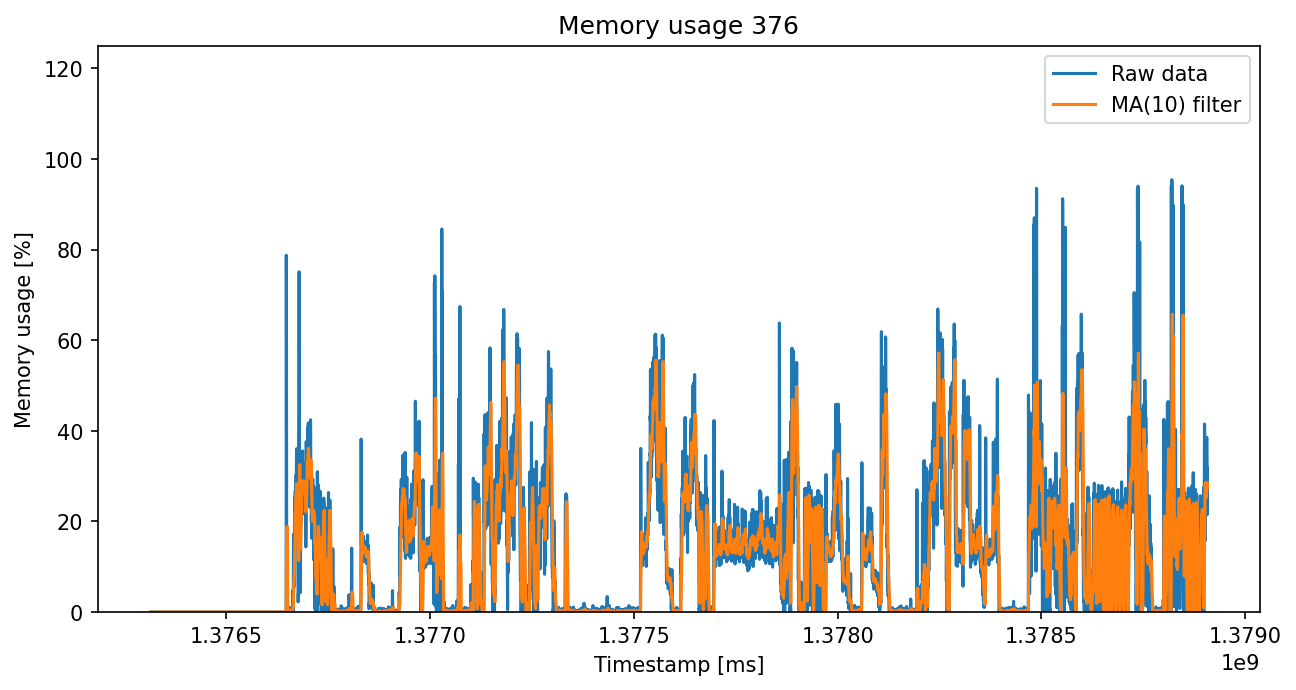 Memory usage 376
Raw data
MA(10) filter
Memory usage [%]
120
100
80
60
40
20
0
1.3765 1.3770 1.3775 1.3780 1.3785 1.3790
1e9
Timestamp [ms]